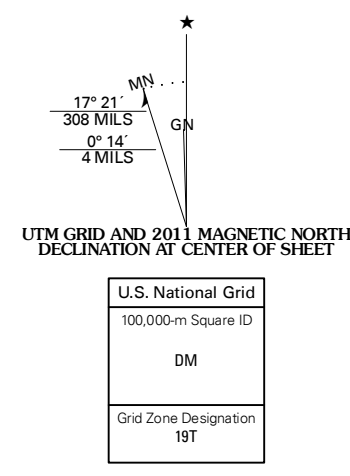 ★
MN
17° 21´
308 MILS
GN
0° 14´
4 MILS
UTM GRID AND 2011 MAGNETIC NORTH
DECLINATION AT CENTER OF SHEET
U.S. National Grid
100,000-m Square ID
DM
Grid Zone Designation
19T